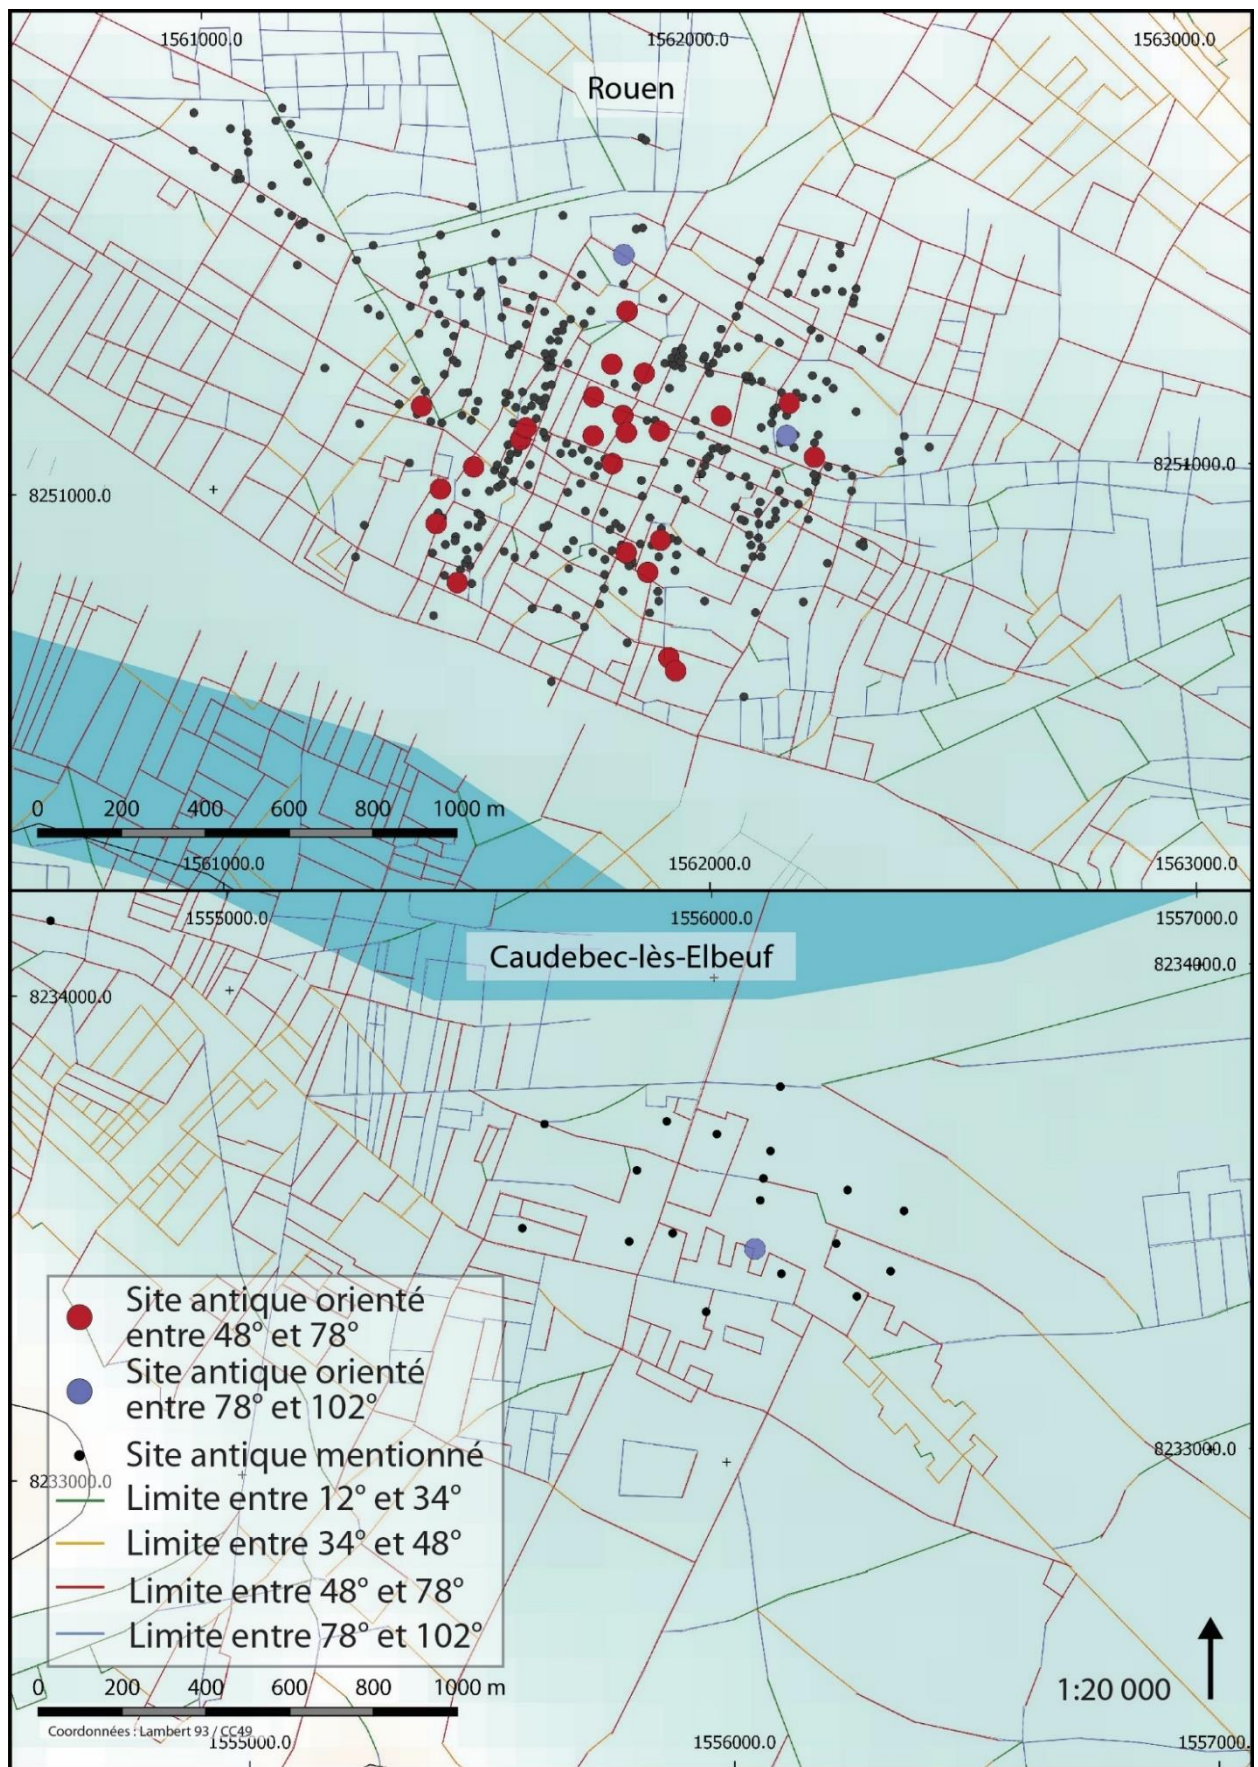 1561000.0
1562000.0
1563000.0
Rouen
8251000.0
8251000.0
0 200 400 600 800 1000 m
1561000.0
1562000.0
1563000.0
1555000.0
1556000.0
1557000.0
Caudebec-lès-Elbeuf
8234000.0
8234000.0
Site antique orienté
entre 48° et 78°
Site antique orienté
entre 78° et 102°
Site antique mentionné
8233000.0
8233000.0
Limite entre 12° et 34°
Limite entre 34° et 48°
Limite entre 48° et 78°
Limite entre 78° et 102°
0 200 400 600 800 1000 m
1:20 000
Coordonnées : Lambert 93 / CC49
1555000.0
1556000.0
1557000.0